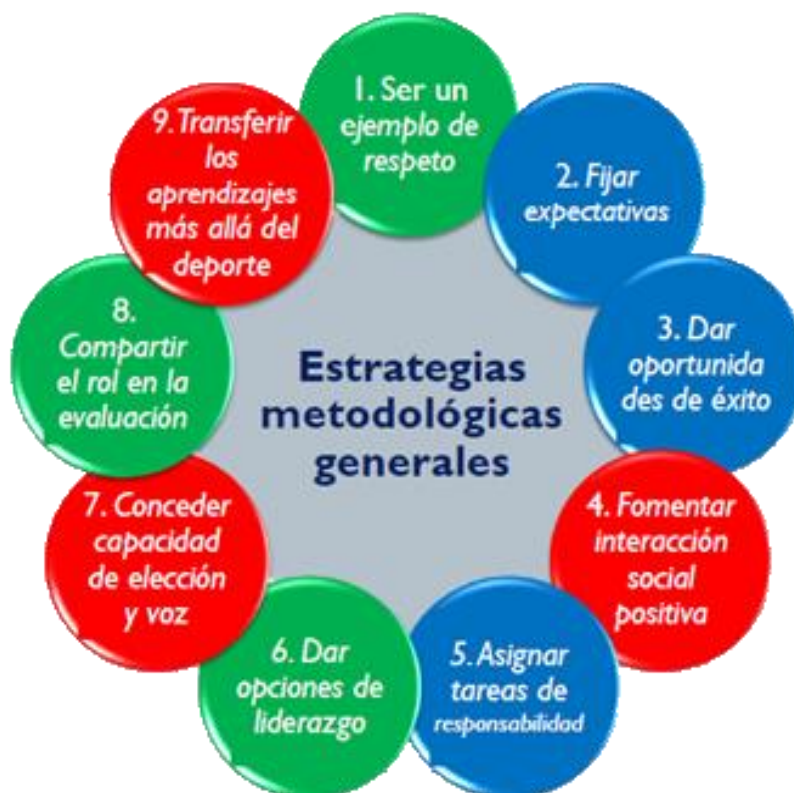 1. Ser un
ejemplo de
respeto
2. Fijar
expectativas
3. Dar
oportunida
des de éxito
4. Fomentar
interacción
social
positiva
5. Asignar
tareas de
responsabilidad
6. Dar
opciones de
liderazgo
7. Conceder
capacidad
de elección
y voz
8.
Compartir
el rol en la
evaluación
9. Transferir
los
aprendizajes
más allá del
deporte
Estrategias
metodológicas
generales